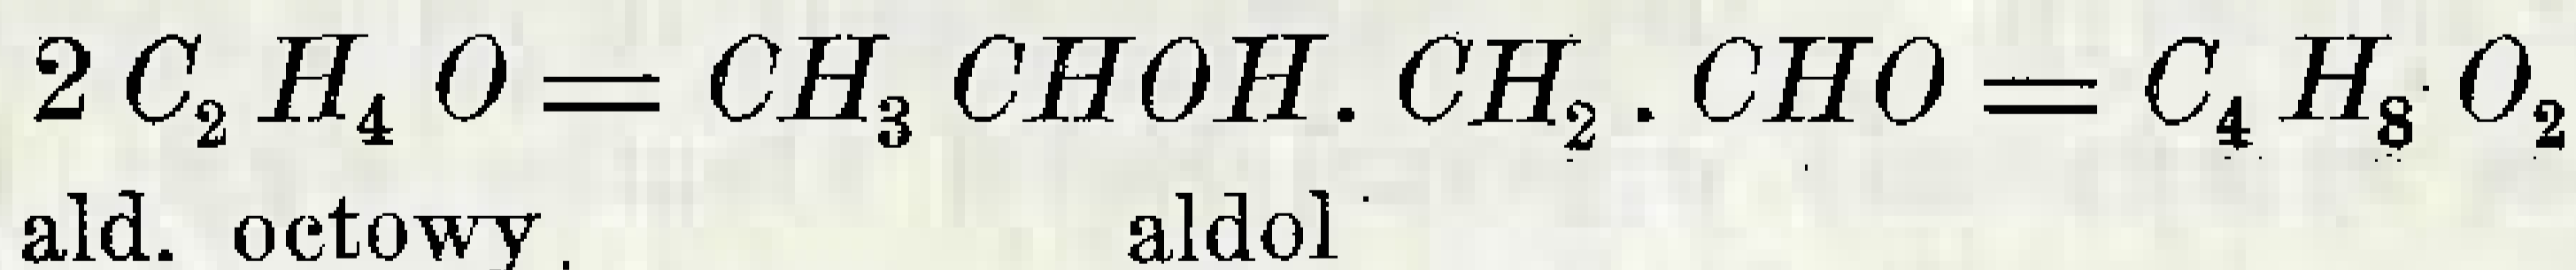 2 C₂ H₄ O = CH₃ CHOH . CH₂ . CHO = C₄ H₈ O₂
ald. octowy aldol